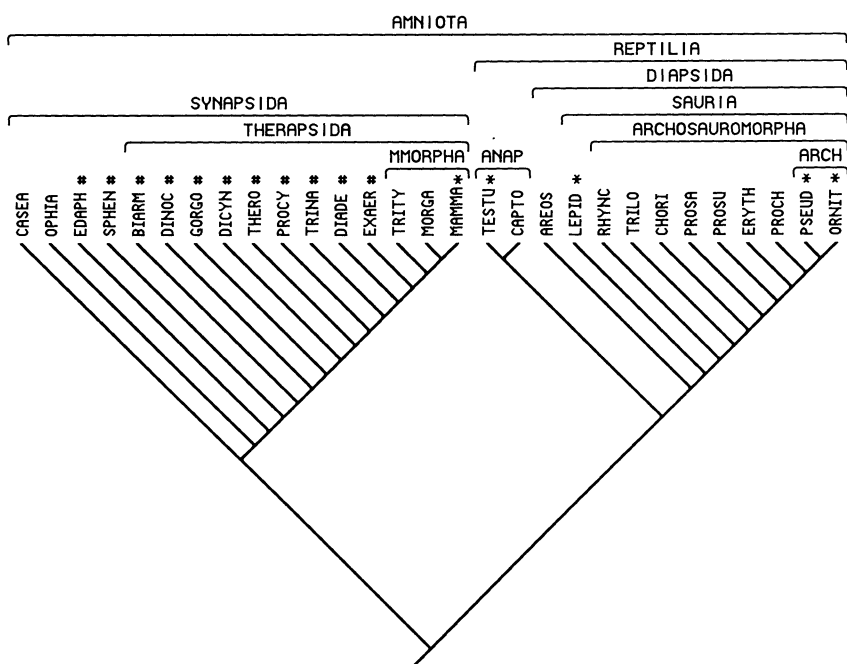 AMNIOTA
REPTILIA
DIAPSIDA
SYNAPSIDA SAURIA
THERAPSIDA ARCHOSAUROMORPHA
MMORPHA ANAP ARCH
CASEA
OPHIA
EDAPH #
SPHEN #
BIARM #
DINOC #
GORGO #
DICYN #
THERO #
PROCY #
TRINA #
DIADE #
EXAER #
TRITY
MORGA
MAMMA *
TESTU *
CAPTO
AREOS
LEPID *
RHYNC
TRILO
CHORI
PROSA
PROSU
ERYTH
PROCH
PSEUD *
ORNIT *